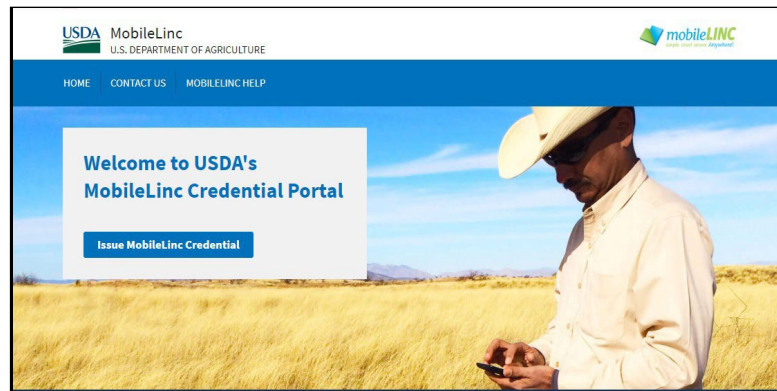 USDA
MobileLinc
U.S. DEPARTMENT OF AGRICULTURE
mobileLINC
HOME
CONTACT US
MOBILELINC HELP
Welcome to USDA's
MobileLinc Credential Portal
Issue MobileLinc Credential